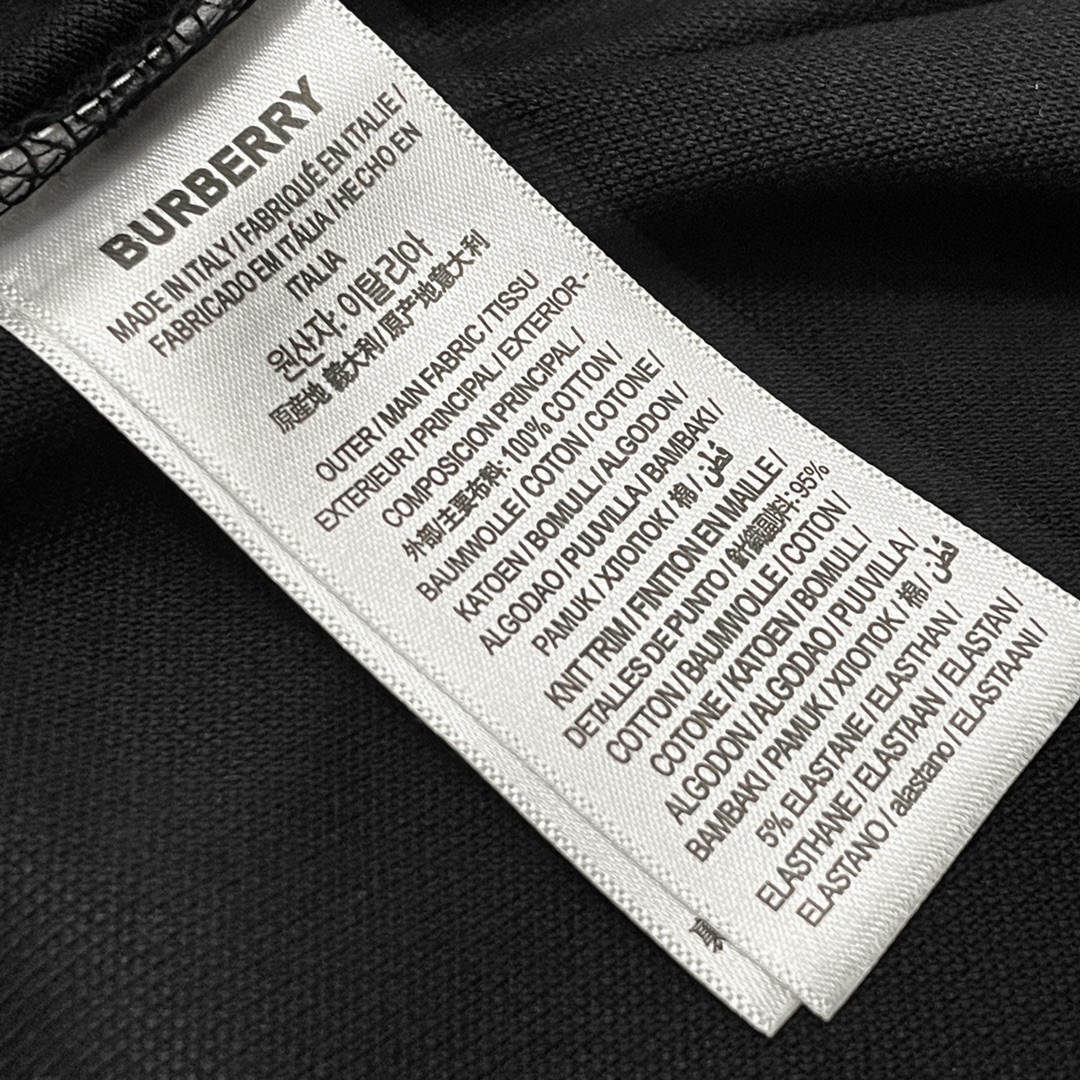 BURBERRY
MADE IN ITALY / FABRIQUÉ EN ITALIE /
FABRICADO EM ITÁLIA / HECHO EN
ITALIA
원산자: 이탈리아
原産地 義大利 / 原产地意大利
OUTER / MAIN FABRIC / TISSU
EXTERIEUR / PRINCIPAL / EXTERIOR -
COMPOSICION PRINCIPAL /
外部/主要布料: 100% COTTON /
BAUMWOLLE / COTON / COTONE /
KATOEN / BOMULL / ALGODON /
ALGODAO / PUUVILLA / BAMBAKI /
PAMUK / ХЛОПОК / 棉 / قطن
KNIT TRIM / FINITION EN MAILLE /
DETALLES DE PUNTO / 針織圖料: 95%
COTTON / BAUMWOLLE / COTON /
COTONE / KATOEN / BOMULL /
ALGODON / ALGODAO / PUUVILLA /
BAMBAKI / PAMUK / ХЛОПОК / 棉 / قطن
5% ELASTANE / ELASTHAN /
ELASTHANE / ELASTAAN / ELASTAN /
ELASTANO / alastano / ELASTAANI /